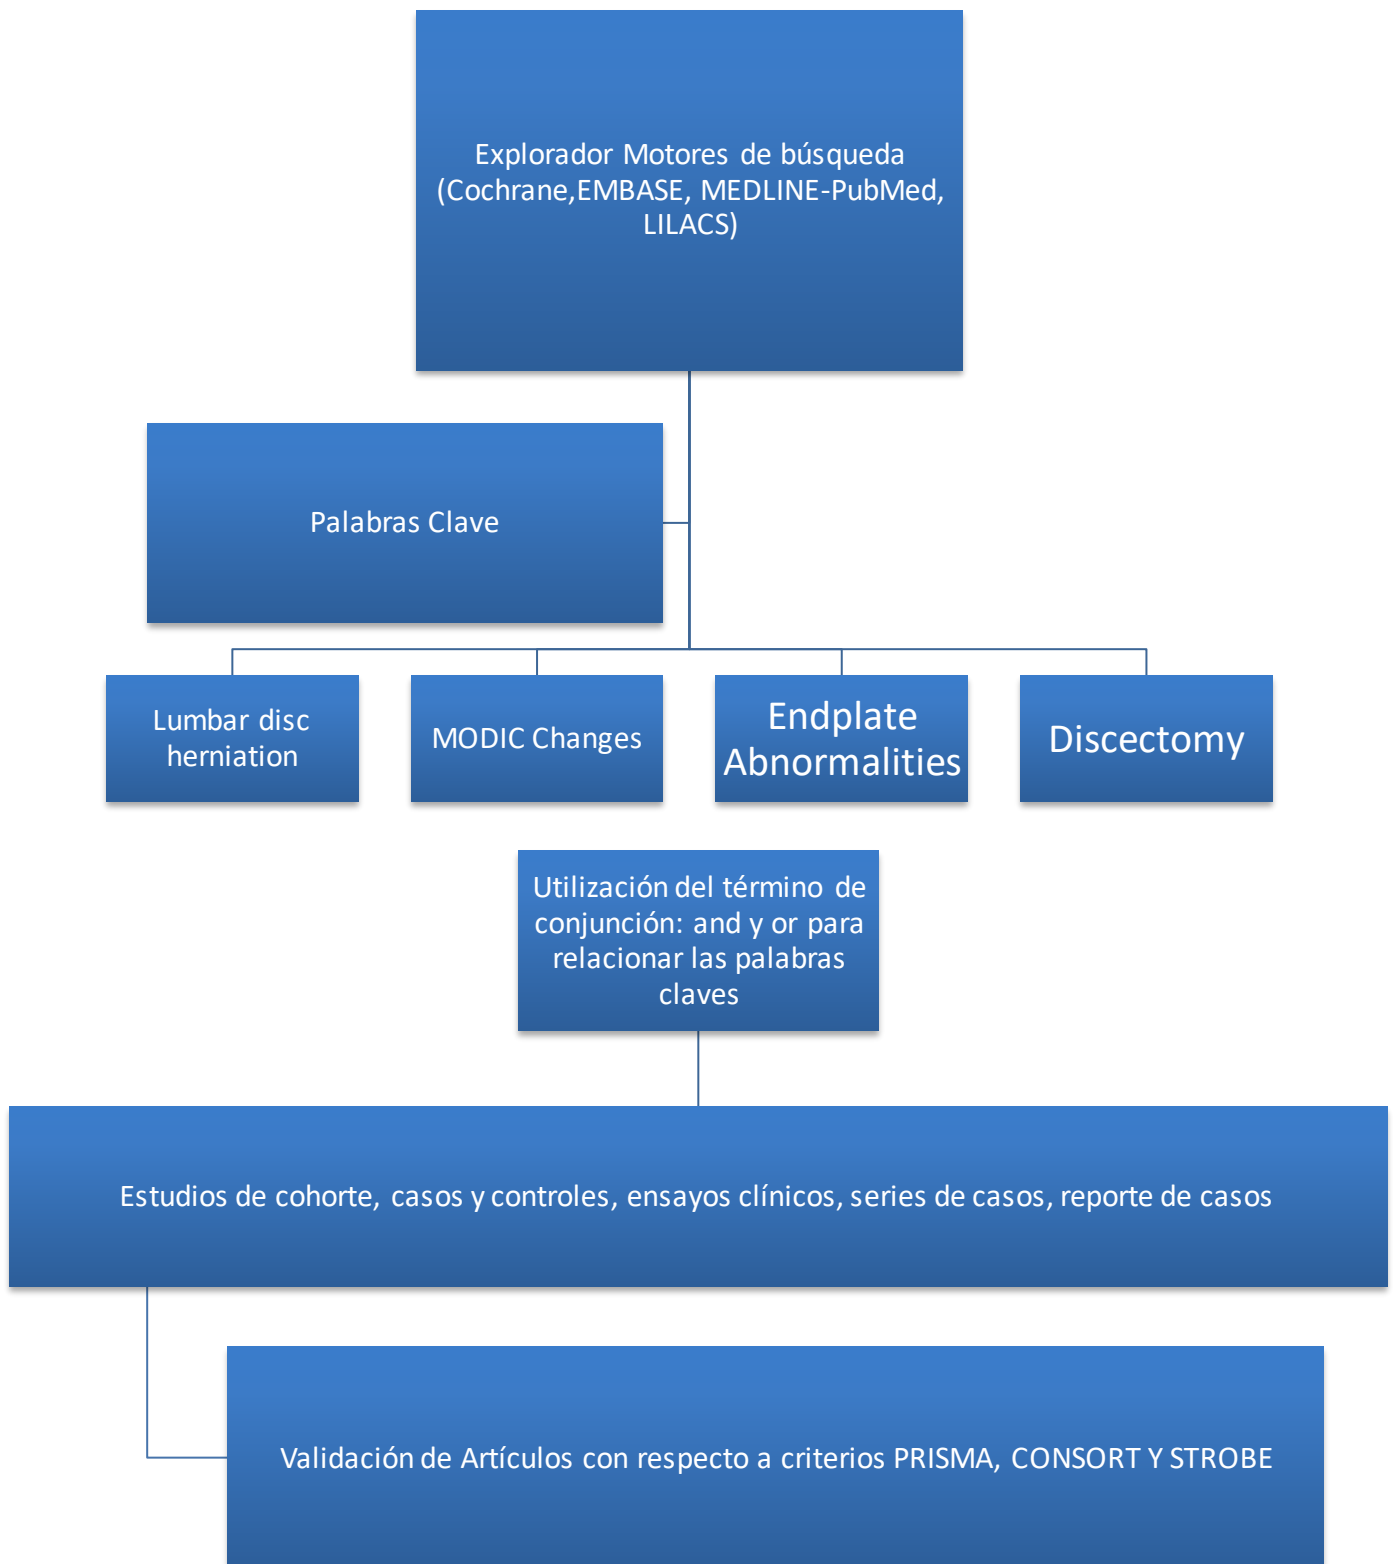 Explorador Motores de búsqueda
(Cochrane,EMBASE, MEDLINE-PubMed,
LILACS)
Palabras Clave
Lumbar disc
herniation
MODIC Changes
Endplate
Abnormalities
Discectomy
Utilización del término de
conjunción: and y or para
relacionar las palabras
claves
Estudios de cohorte, casos y controles, ensayos clínicos, series de casos, reporte de casos
Validación de Artículos con respecto a criterios PRISMA, CONSORT Y STROBE